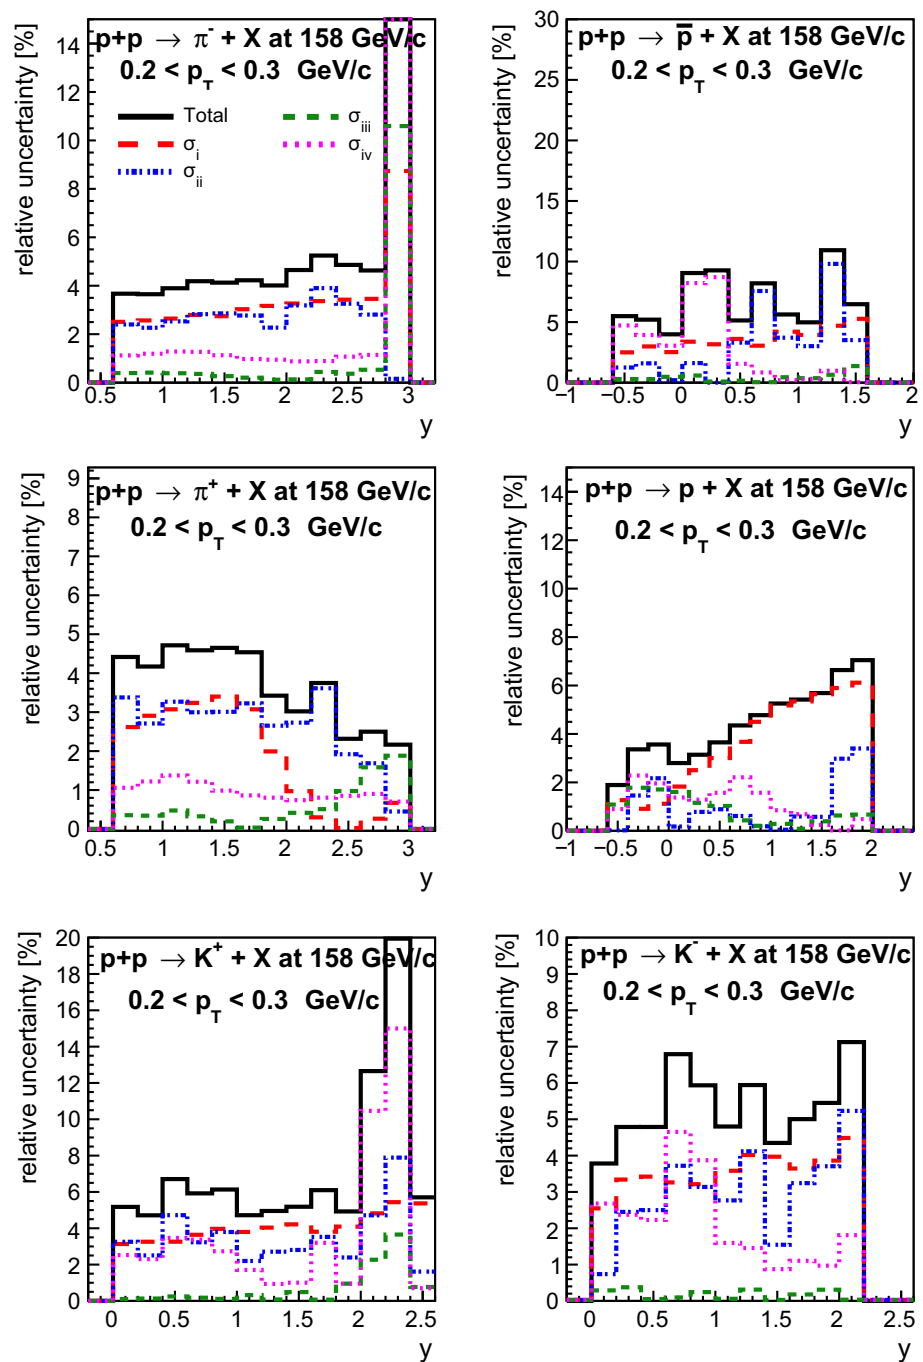 p+p → π⁻ + X at 158 GeV/c
0.2 < p_T < 0.3 GeV/c
relative uncertainty [%]
14
12
10
8
6
4
2
0
Total
σ_i
σ_ii
σ_iii
σ_iv
0.5 1 1.5 2 2.5 3
y
p+p → p̅ + X at 158 GeV/c
0.2 < p_T < 0.3 GeV/c
relative uncertainty [%]
30
25
20
15
10
5
0
−1 −0.5 0 0.5 1 1.5 2
y
p+p → π⁺ + X at 158 GeV/c
0.2 < p_T < 0.3 GeV/c
relative uncertainty [%]
9
8
7
6
5
4
3
2
1
0
0.5 1 1.5 2 2.5 3
y
p+p → p + X at 158 GeV/c
0.2 < p_T < 0.3 GeV/c
relative uncertainty [%]
14
12
10
8
6
4
2
0
−1 −0.5 0 0.5 1 1.5 2 2.5
y
p+p → K⁺ + X at 158 GeV/c
0.2 < p_T < 0.3 GeV/c
relative uncertainty [%]
20
18
16
14
12
10
8
6
4
2
0
0 0.5 1 1.5 2 2.5
y
p+p → K⁻ + X at 158 GeV/c
0.2 < p_T < 0.3 GeV/c
relative uncertainty [%]
10
9
8
7
6
5
4
3
2
1
0
0 0.5 1 1.5 2 2.5
y